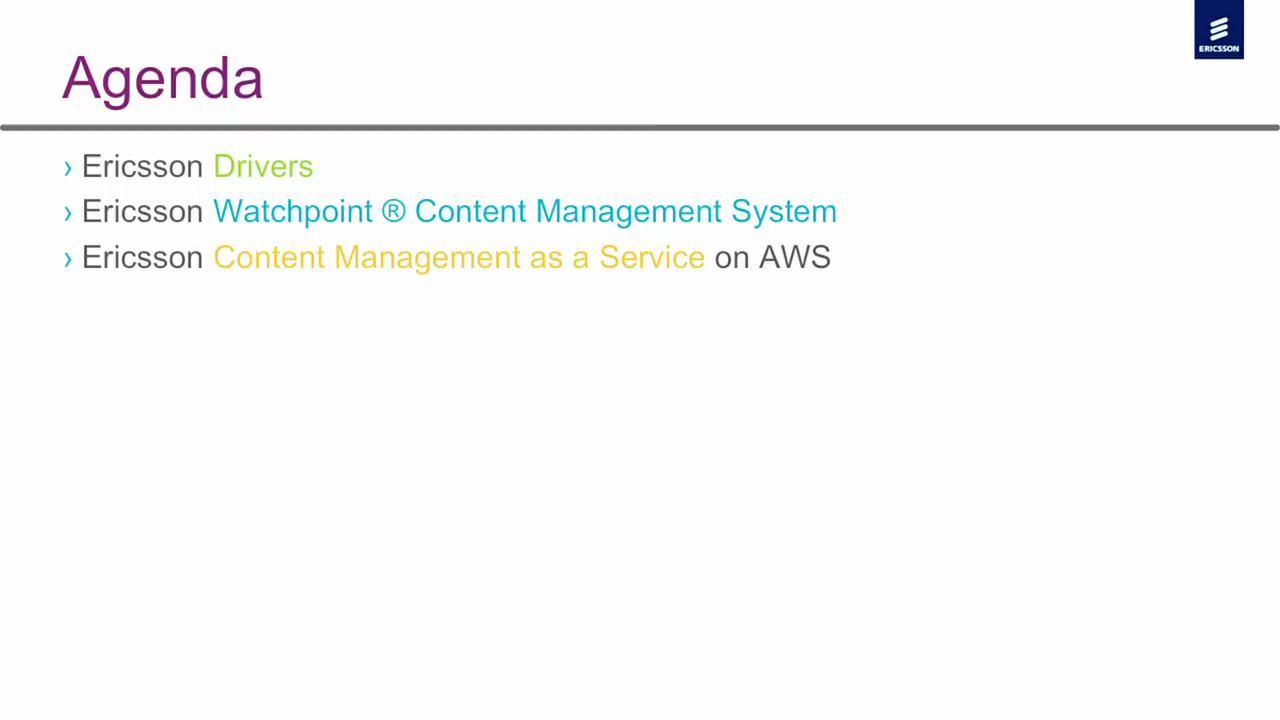 ERICSSON
Agenda
› Ericsson Drivers
› Ericsson Watchpoint ® Content Management System
› Ericsson Content Management as a Service on AWS